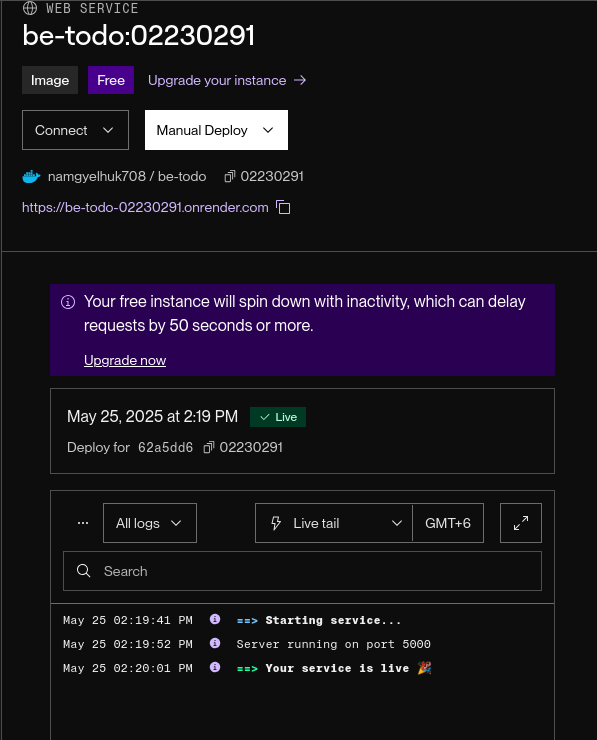 WEB SERVICE
be-todo:02230291
Image Free Upgrade your instance →
Connect Manual Deploy
namgyelhuk708 / be-todo 02230291
https://be-todo-02230291.onrender.com
Your free instance will spin down with inactivity, which can delay
requests by 50 seconds or more.
Upgrade now
May 25, 2025 at 2:19 PM ✓ Live
Deploy for 62a5dd6 02230291
... All logs Live tail GMT+6
Search
May 25 02:19:41 PM ==> Starting service...
May 25 02:19:52 PM Server running on port 5000
May 25 02:20:01 PM ==> Your service is live 🎉